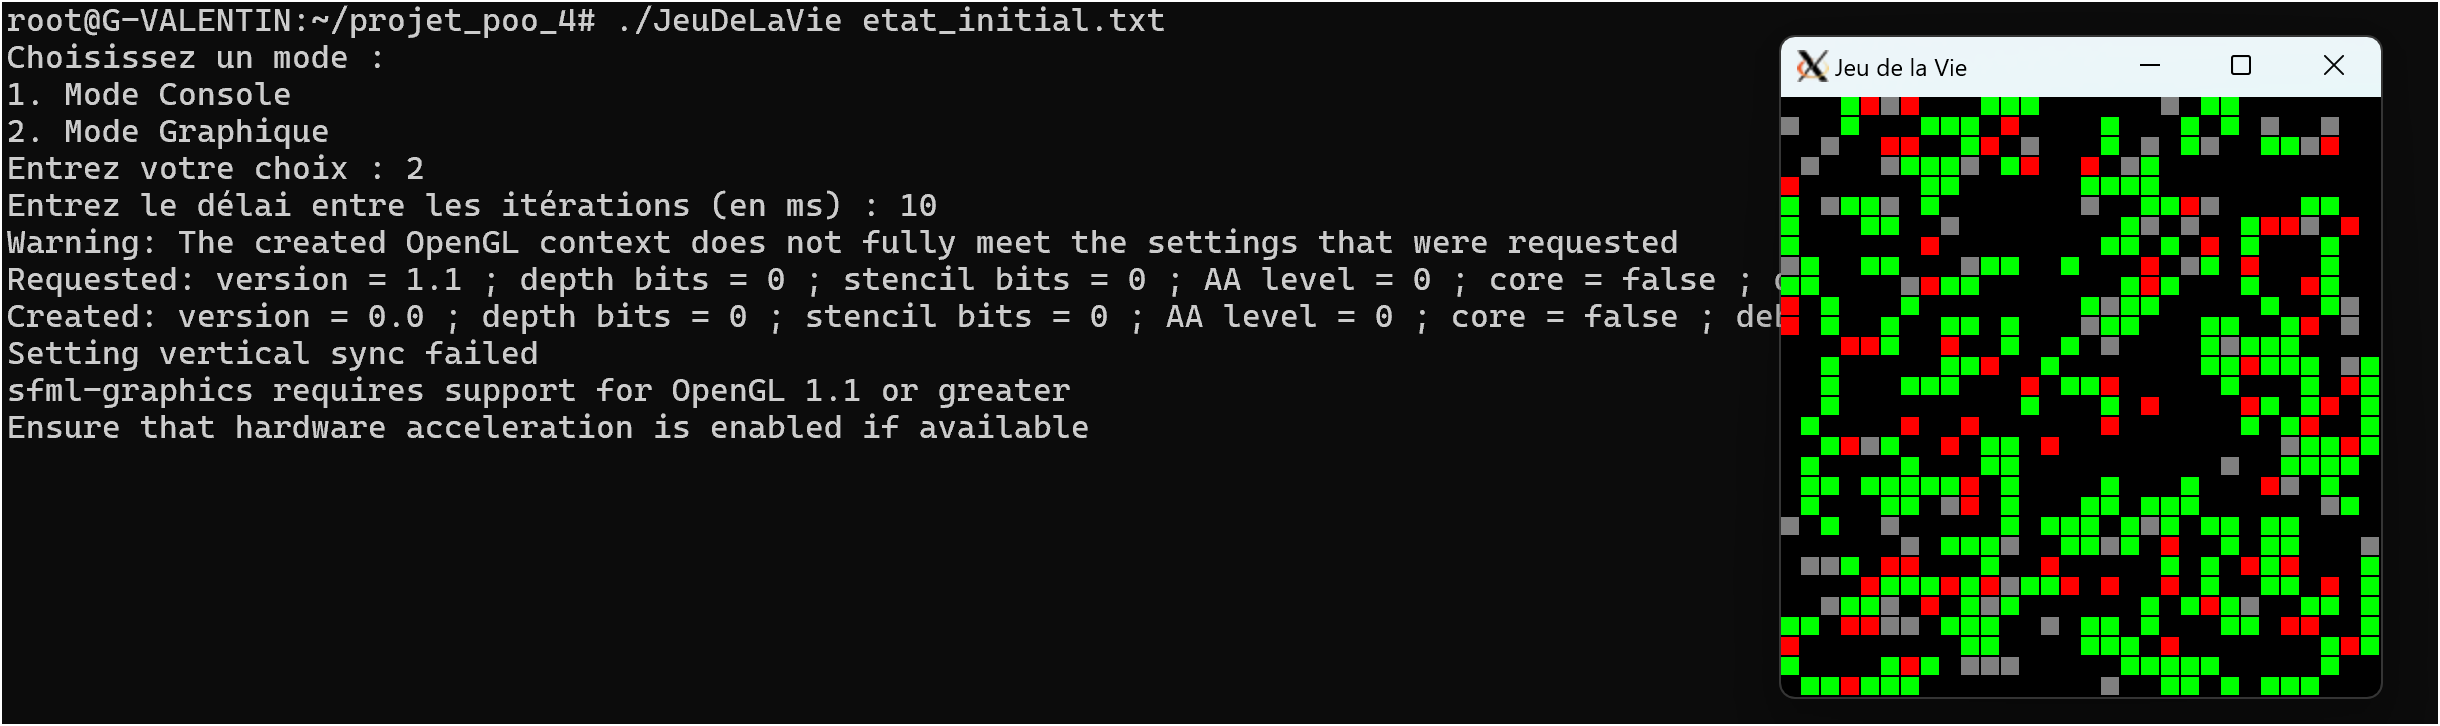 root@G-VALENTIN:~/projet_poo_4# ./JeuDeLaVie etat_initial.txt
Choisissez un mode :
1. Mode Console
2. Mode Graphique
Entrez votre choix : 2
Entrez le délai entre les itérations (en ms) : 10
Warning: The created OpenGL context does not fully meet the settings that were requested
Requested: version = 1.1 ; depth bits = 0 ; stencil bits = 0 ; AA level = 0 ; core = false ;
Created: version = 0.0 ; depth bits = 0 ; stencil bits = 0 ; AA level = 0 ; core = false ;
Setting vertical sync failed
sfml-graphics requires support for OpenGL 1.1 or greater
Ensure that hardware acceleration is enabled if available
Jeu de la Vie